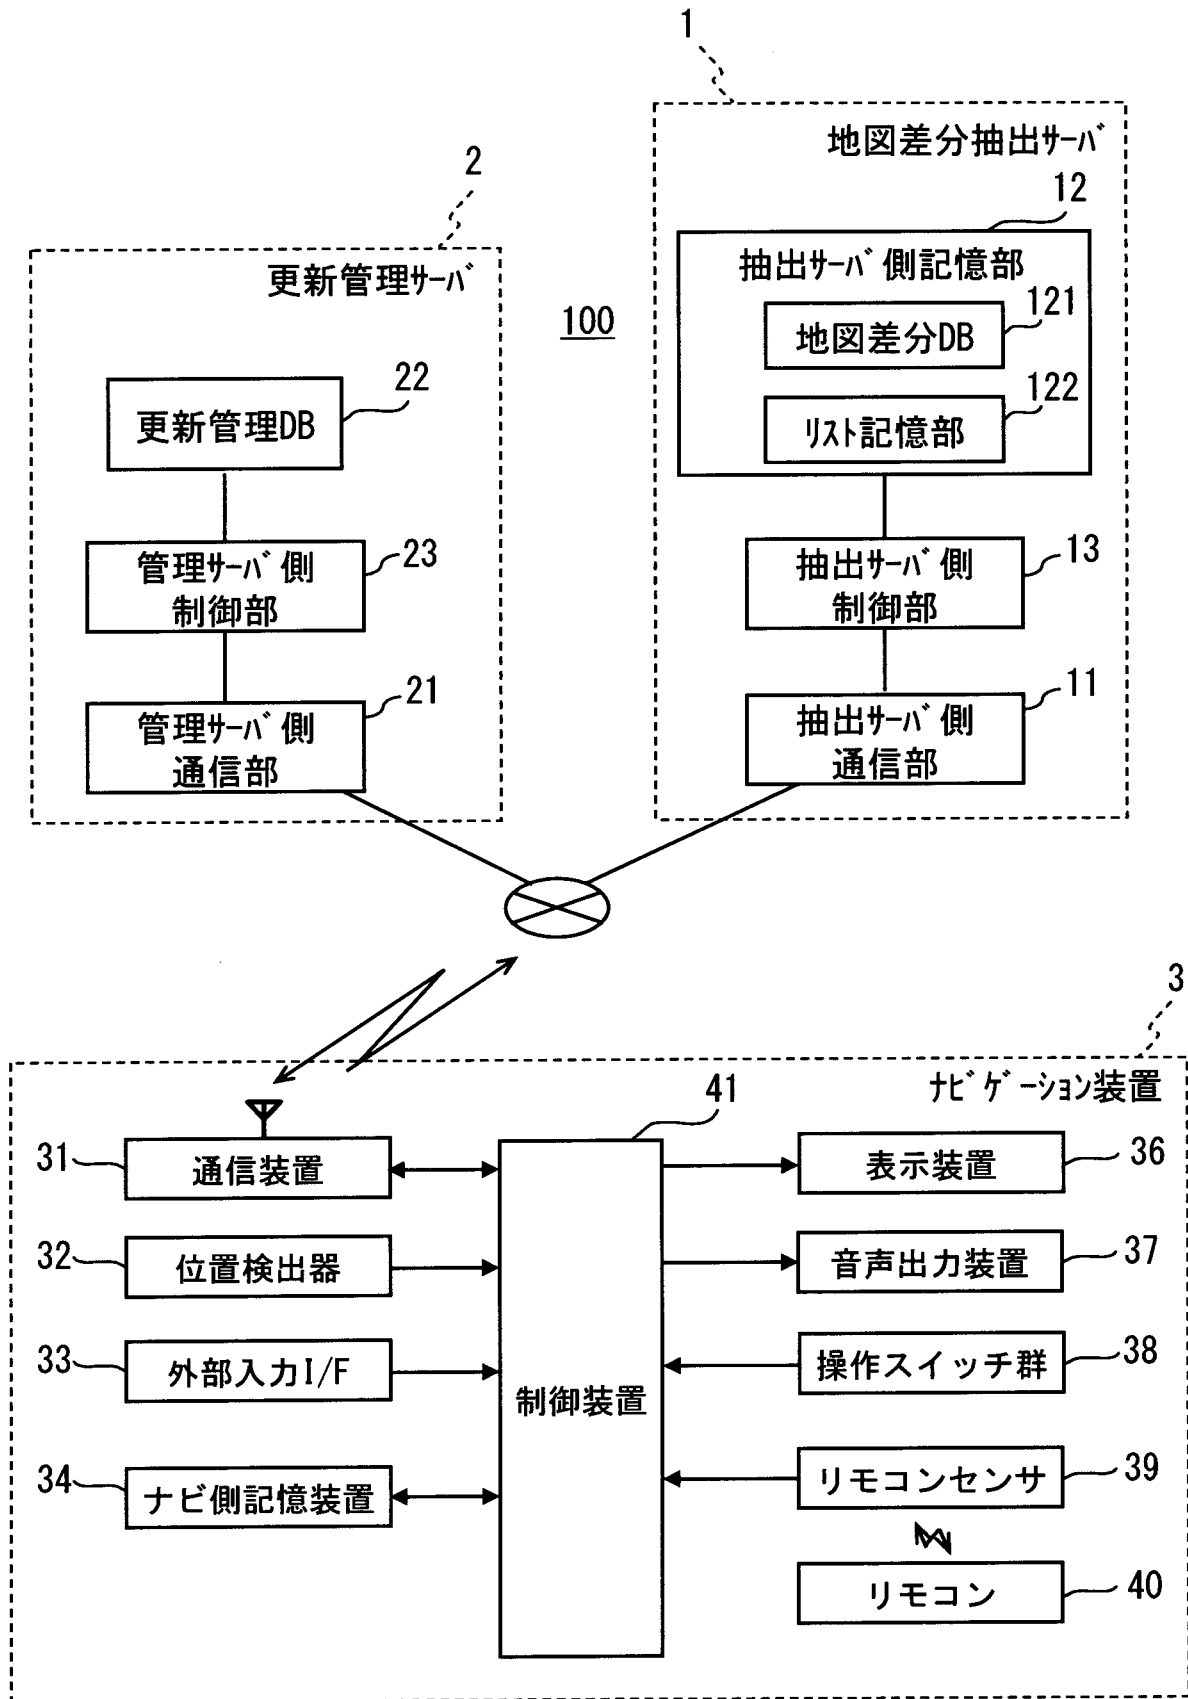 1
地図差分抽出ｻｰﾊﾞ
2
更新管理ｻｰﾊﾞ
12
抽出ｻｰﾊﾞ側記憶部
121
地図差分DB
122
ﾘｽﾄ記憶部
100
22
更新管理DB
23
管理ｻｰﾊﾞ側
制御部
13
抽出ｻｰﾊﾞ側
制御部
21
管理ｻｰﾊﾞ側
通信部
11
抽出ｻｰﾊﾞ側
通信部
3
ﾅﾋﾞｹﾞｰｼｮﾝ装置
41
制御装置
31
通信装置
32
位置検出器
33
外部入力I/F
34
ナビ側記憶装置
表示装置
36
音声出力装置
37
操作スイッチ群
38
リモコンセンサ
39
リモコン
40